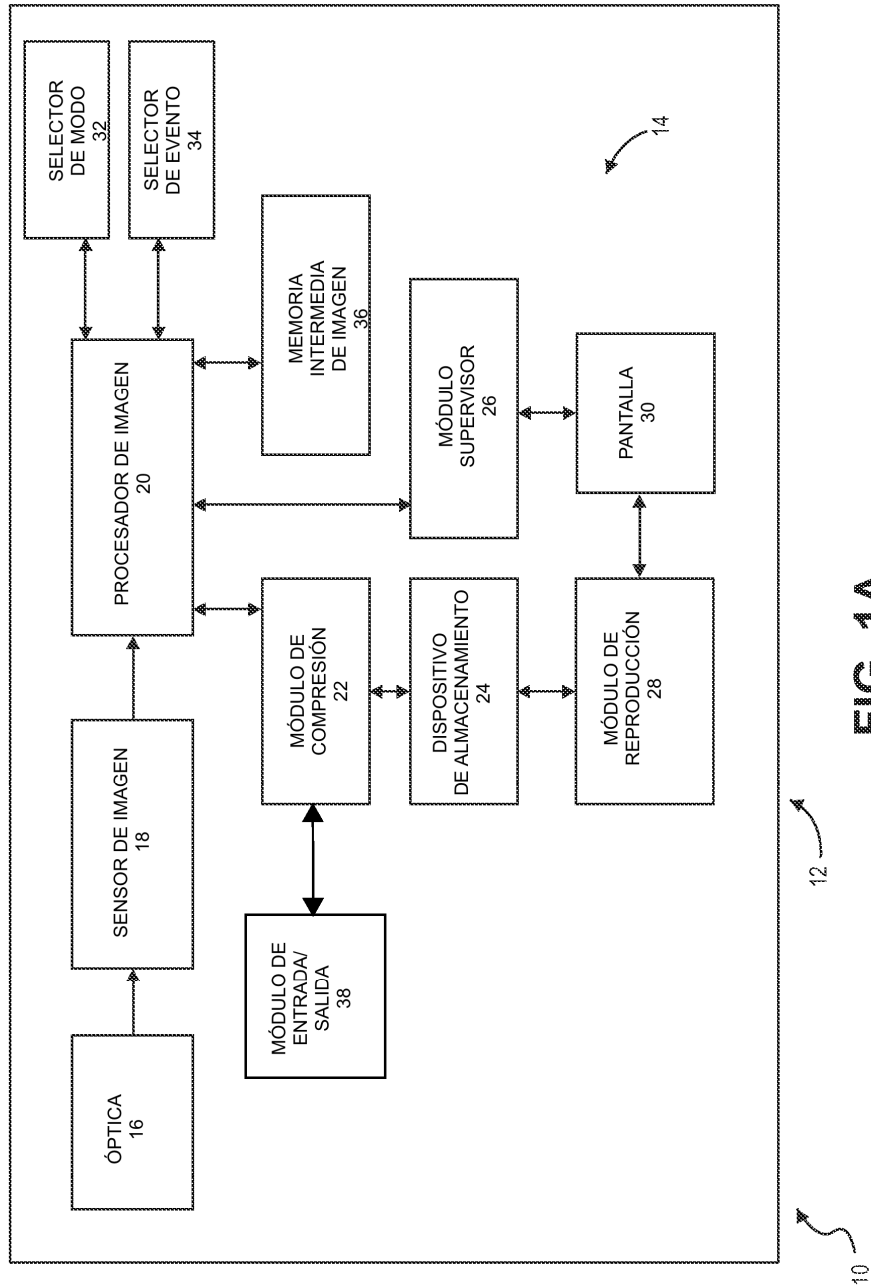 ÓPTICA
16
SENSOR DE IMAGEN
18
PROCESADOR DE IMAGEN
20
SELECTOR
DE MODO
32
SELECTOR
DE EVENTO
34
MÓDULO DE
ENTRADA/
SALIDA
38
MÓDULO DE
COMPRESIÓN
22
MEMORIA
INTERMEDIA
DE IMAGEN
36
DISPOSITIVO
DE ALMACENAMIENTO
24
MÓDULO
SUPERVISOR
26
MÓDULO DE
REPRODUCCIÓN
28
PANTALLA
30
14
10
12
FIG. 1A